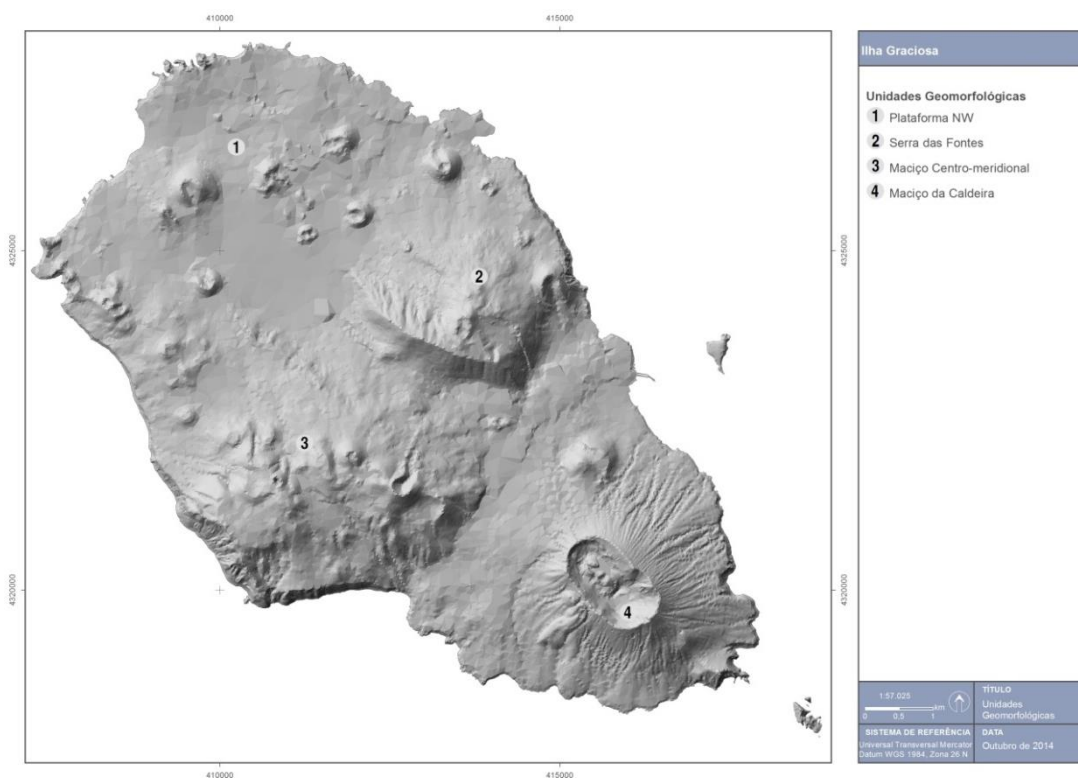 410000
415000
4325000
4325000
4320000
4320000
1
2
3
4
410000
415000
Ilha Graciosa
Unidades Geomorfológicas
1 Plataforma NW
2 Serra das Fontes
3 Maciço Centro-meridional
4 Maciço da Caldeira
1:57.025
km
0 0,5 1
TÍTULO
Unidades
Geomorfológicas
SISTEMA DE REFERÊNCIA
Universal Transversal Mercator
Datum WGS 1984, Zona 26 N
DATA
Outubro de 2014